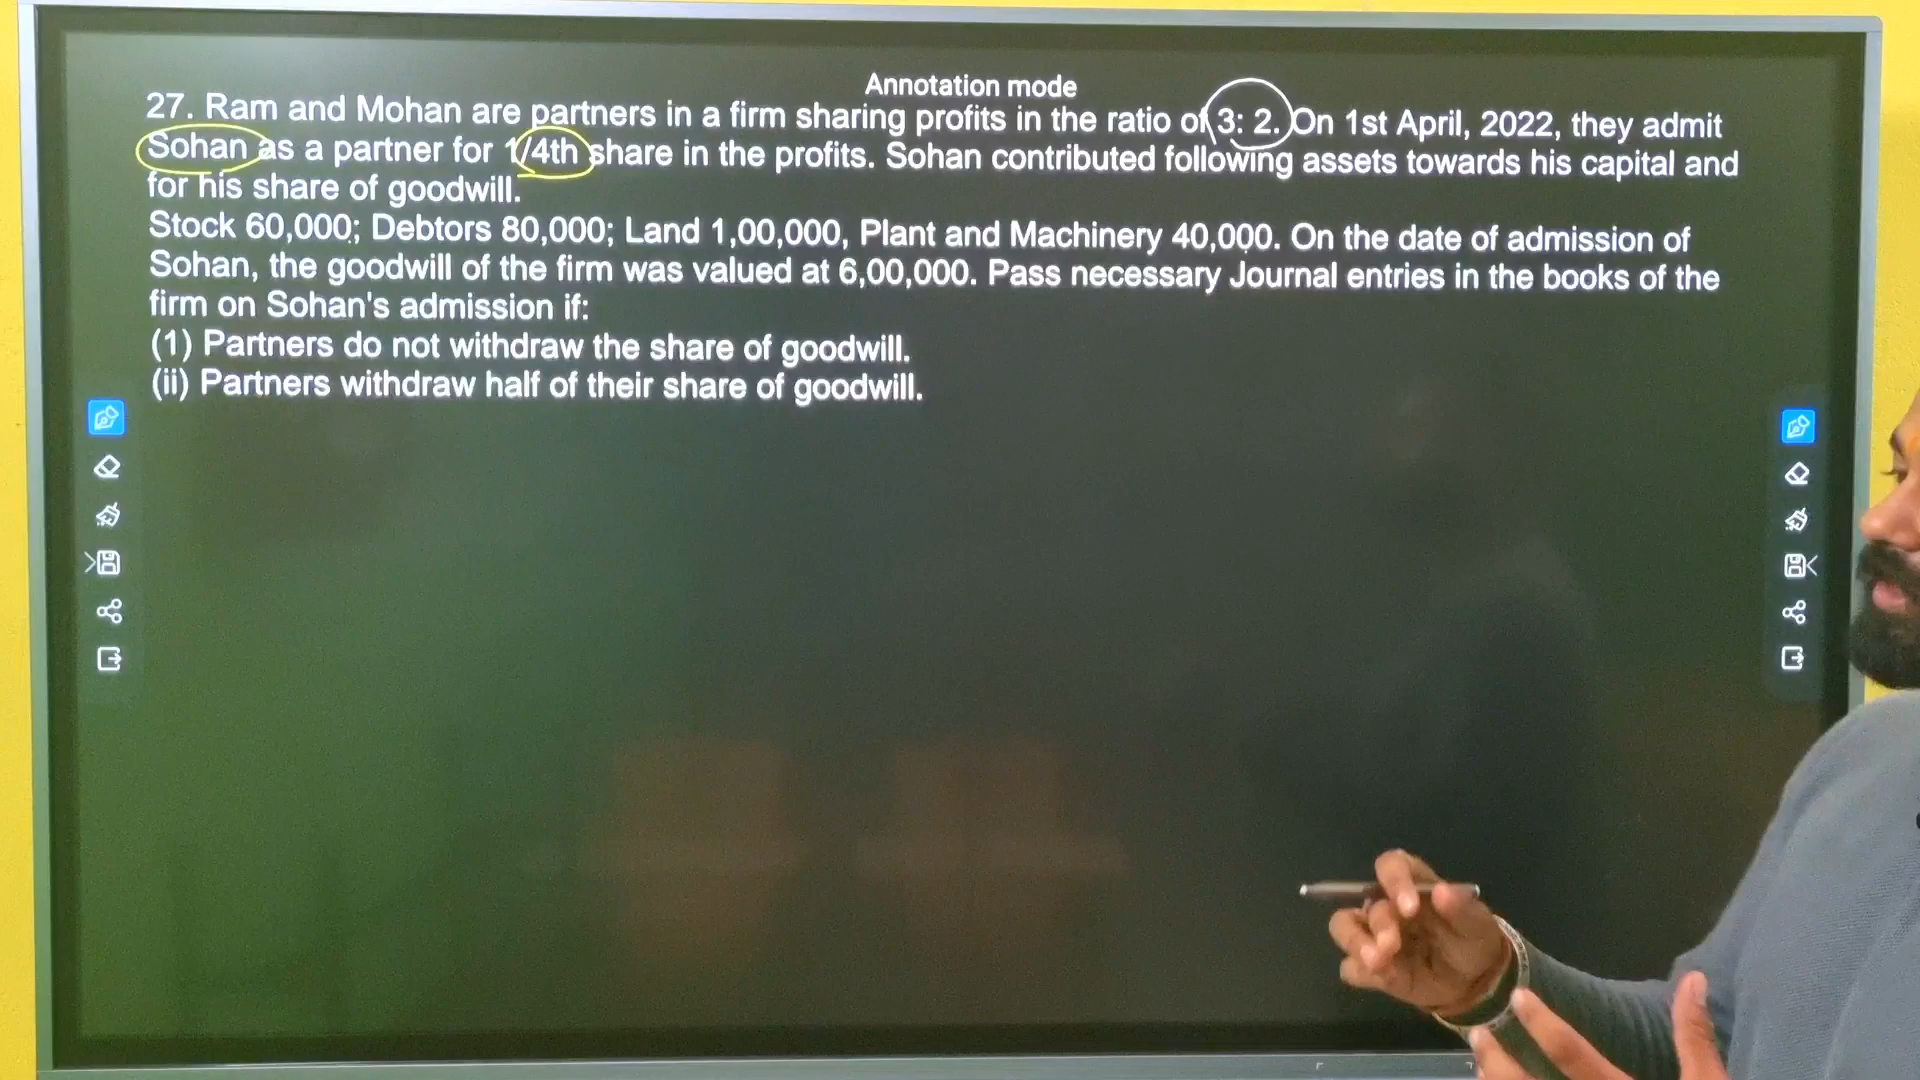 Annotation mode
27. Ram and Mohan are partners in a firm sharing profits in the ratio of 3: 2. On 1st April, 2022, they admit
Sohan as a partner for 1/4th share in the profits. Sohan contributed following assets towards his capital and
for his share of goodwill.
Stock 60,000; Debtors 80,000; Land 1,00,000, Plant and Machinery 40,000. On the date of admission of
Sohan, the goodwill of the firm was valued at 6,00,000. Pass necessary Journal entries in the books of the
firm on Sohan's admission if:
(1) Partners do not withdraw the share of goodwill.
(ii) Partners withdraw half of their share of goodwill.